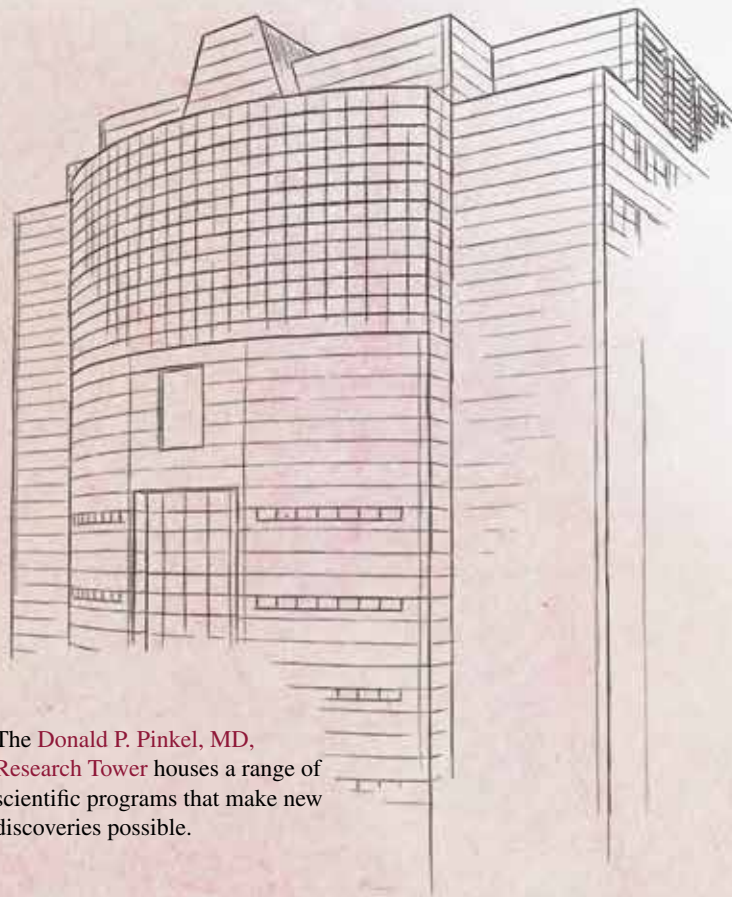 The Donald P. Pinkel, MD,
Research Tower houses a range of
scientific programs that make new
discoveries possible.